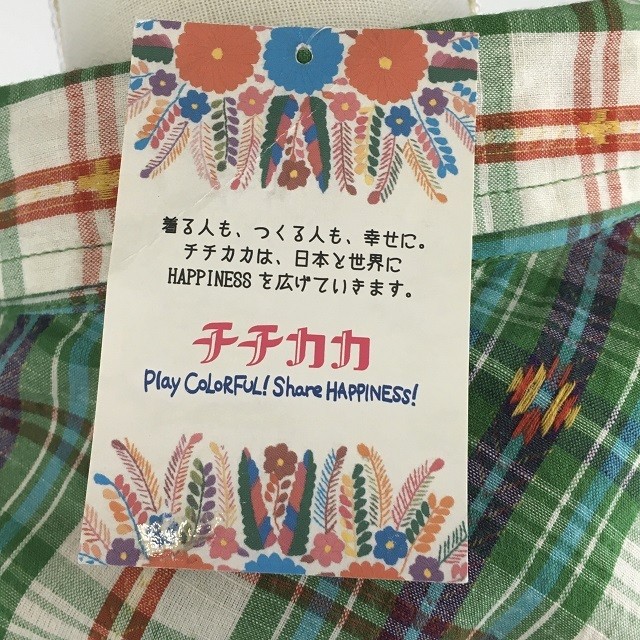 着る人も、つくる人も、幸せに。
チチカカは、日本と世界に
HAPPINESS を広げていきます。
チチカカ
Play COLORFUL! Share HAPPINESS!